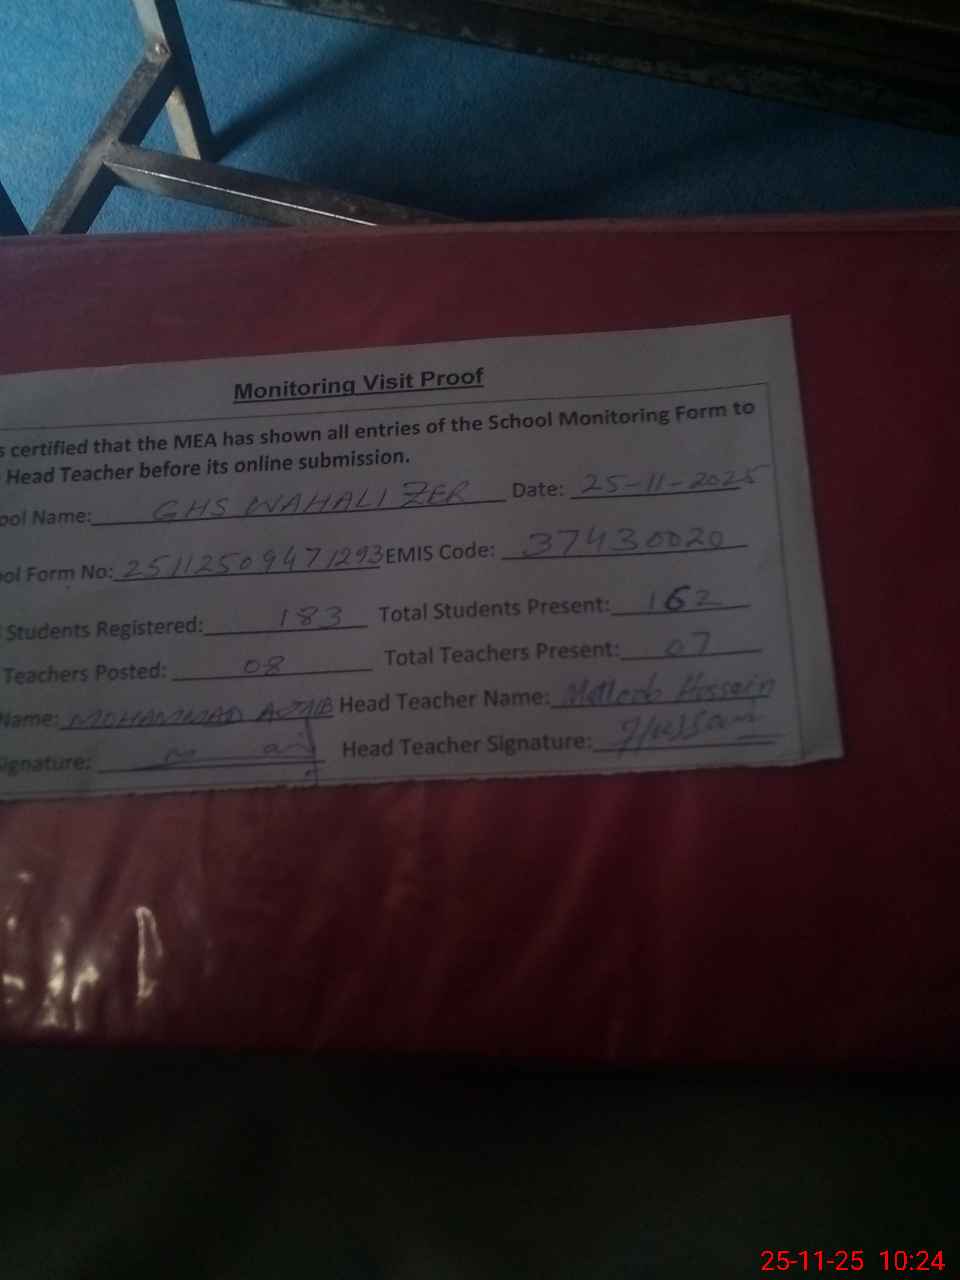 Monitoring Visit Proof
s certified that the MEA has shown all entries of the School Monitoring Form to
Head Teacher before its online submission.
ool Name: GHS WAHALI ZER Date: 25-11-2025
ol Form No: 25112509471293 EMIS Code: 37430020
Students Registered: 183 Total Students Present: 162
Teachers Posted: 08 Total Teachers Present: 07
Name: MOHAMMAD Head Teacher Name: Hossain
ignature: Head Teacher Signature: Hussain
25-11-25 10:24